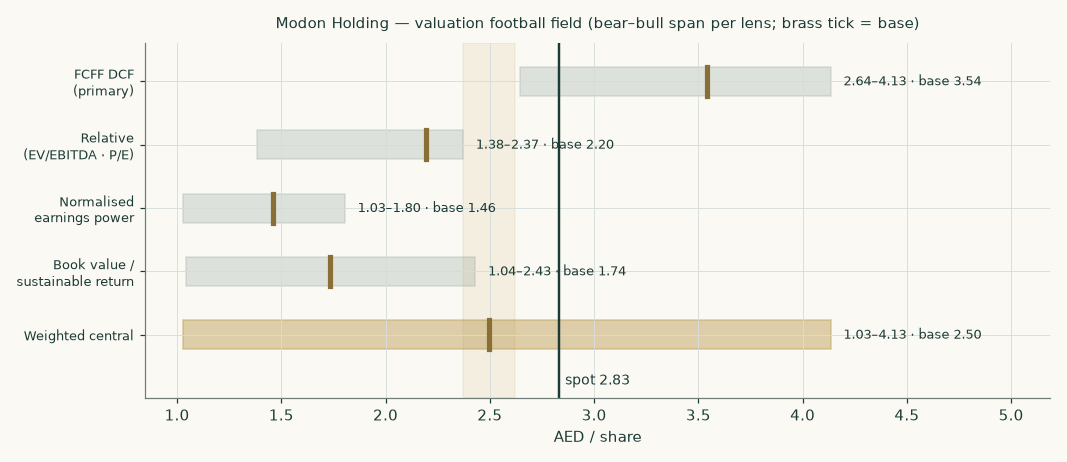 Modon Holding — valuation football field (bear–bull span per lens; brass tick = base)
FCFF DCF
(primary)
2.64–4.13 · base 3.54
Relative
(EV/EBITDA · P/E)
1.38–2.37 · base 2.20
Normalised
earnings power
1.03–1.80 · base 1.46
Book value /
sustainable return
1.04–2.43 · base 1.74
Weighted central
1.03–4.13 · base 2.50
spot 2.83
1.0 1.5 2.0 2.5 3.0 3.5 4.0 4.5 5.0
AED / share